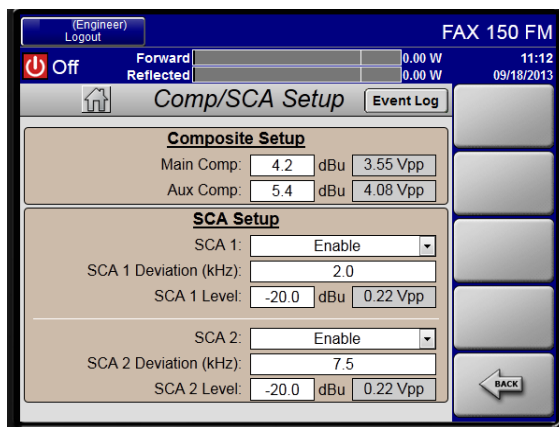 (Engineer)
Logout
FAX 150 FM
Off
Forward 0.00 W
Reflected 0.00 W
11:12
09/18/2013
Comp/SCA Setup
Event Log
Composite Setup
Main Comp: 4.2 dBu 3.55 Vpp
Aux Comp: 5.4 dBu 4.08 Vpp
SCA Setup
SCA 1: Enable
SCA 1 Deviation (kHz): 2.0
SCA 1 Level: -20.0 dBu 0.22 Vpp
SCA 2: Enable
SCA 2 Deviation (kHz): 7.5
SCA 2 Level: -20.0 dBu 0.22 Vpp
BACK